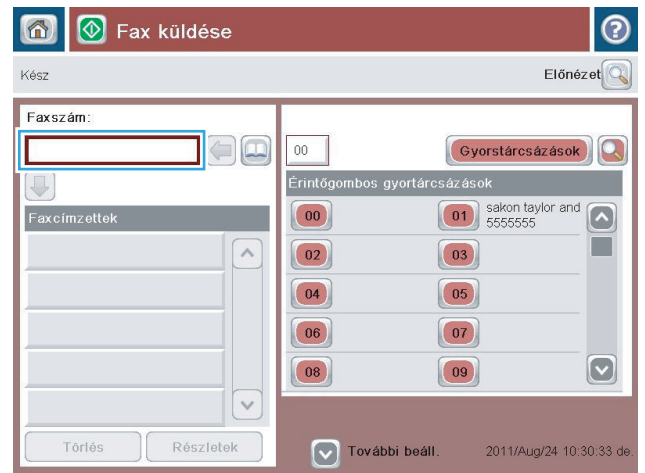 Fax küldése
?
Kész
Előnézet
Faxszám:
00
Gyorstárcsázások
Érintőgombos gyortárcsázások
Faxcímzettek
00
01
sakon taylor and
5555555
02
03
04
05
06
07
08
09
Törlés
Részletek
További beáll.
2011/Aug/24 10:30:33 de.